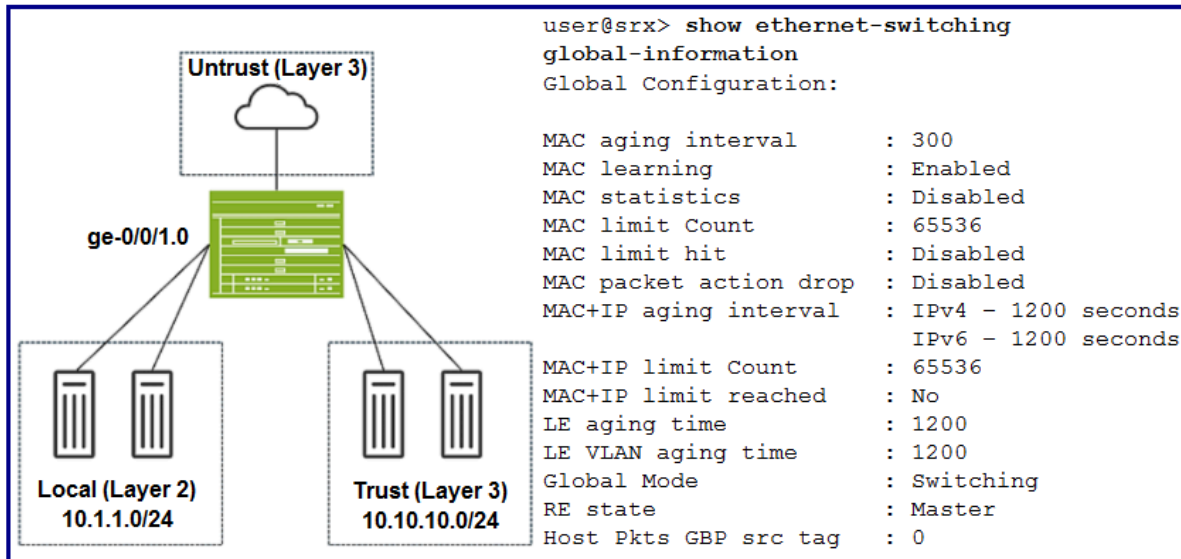 Untrust (Layer 3)
ge-0/0/1.0
Local (Layer 2)
10.1.1.0/24
Trust (Layer 3)
10.10.10.0/24
user@srx> show ethernet-switching
global-information
Global Configuration:
MAC aging interval : 300
MAC learning : Enabled
MAC statistics : Disabled
MAC limit Count : 65536
MAC limit hit : Disabled
MAC packet action drop : Disabled
MAC+IP aging interval : IPv4 – 1200 seconds
IPv6 – 1200 seconds
MAC+IP limit Count : 65536
MAC+IP limit reached : No
LE aging time : 1200
LE VLAN aging time : 1200
Global Mode : Switching
RE state : Master
Host Pkts GBP src tag : 0